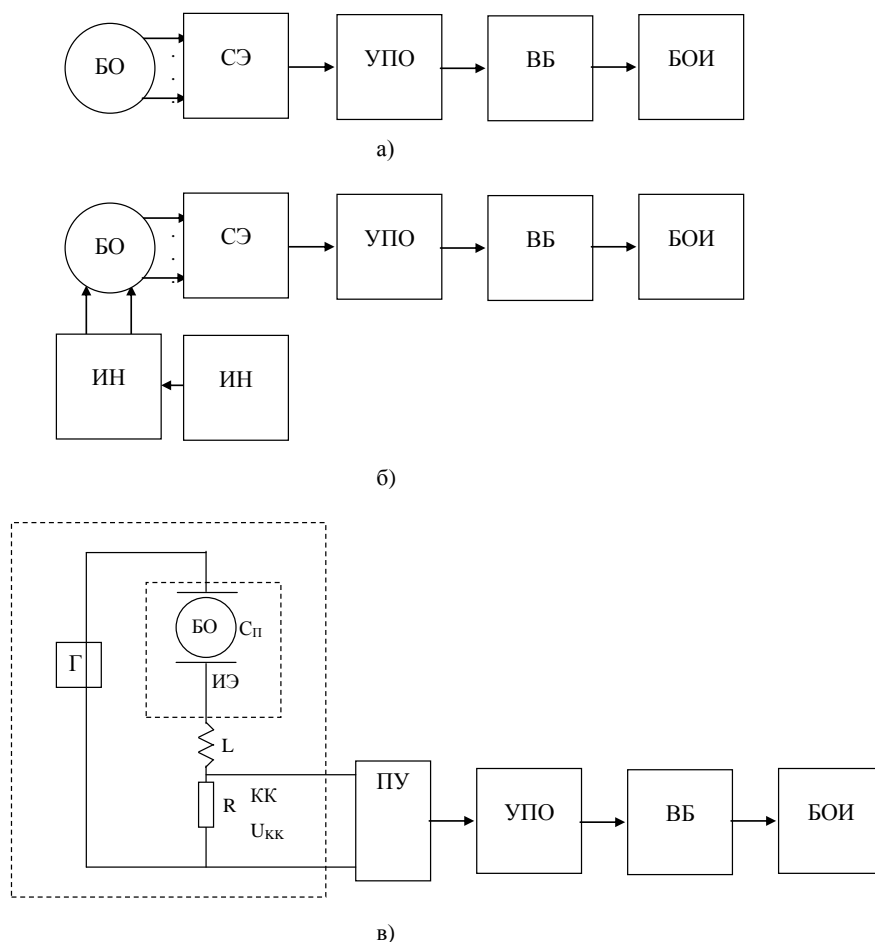 БО СЭ УПО ВБ БОИ
а)
БО СЭ УПО ВБ БОИ
ИН ИН
б)
БО СП
Г
ИЭ
L
ПУ УПО ВБ БОИ
R КК
UКК
в)